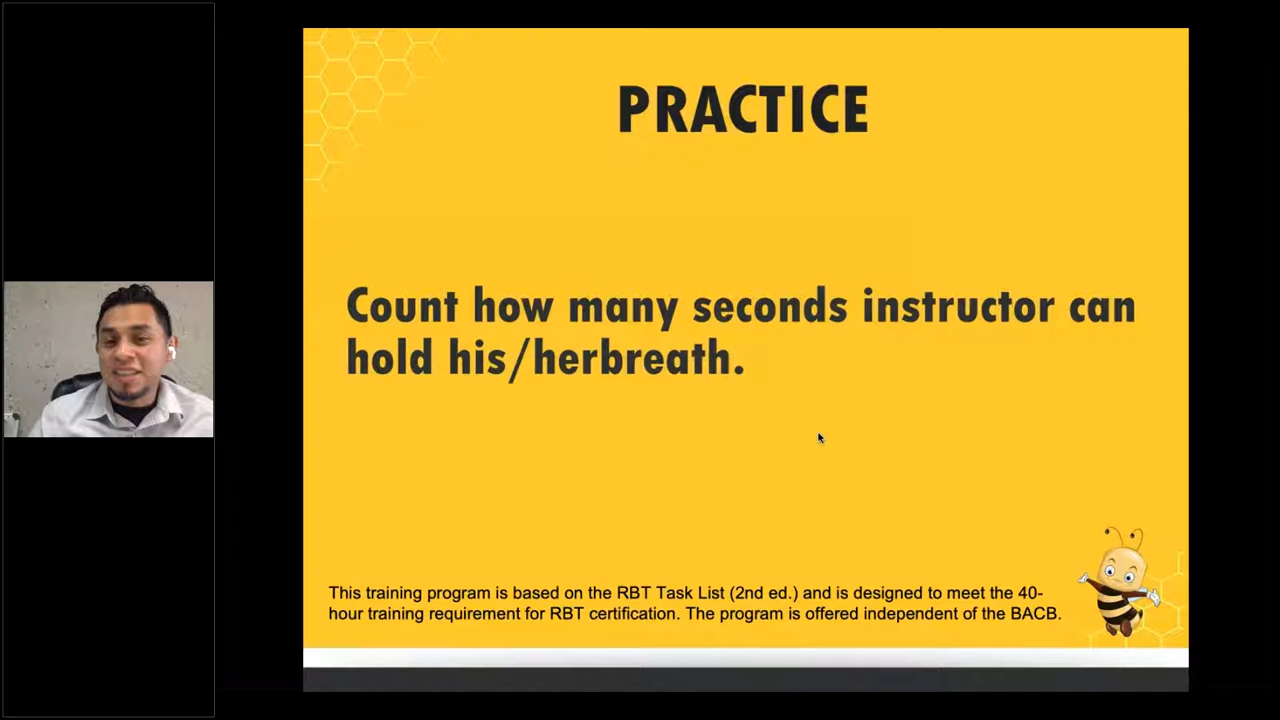 PRACTICE
Count how many seconds instructor can
hold his/herbreath.
This training program is based on the RBT Task List (2nd ed.) and is designed to meet the 40-
hour training requirement for RBT certification. The program is offered independent of the BACB.